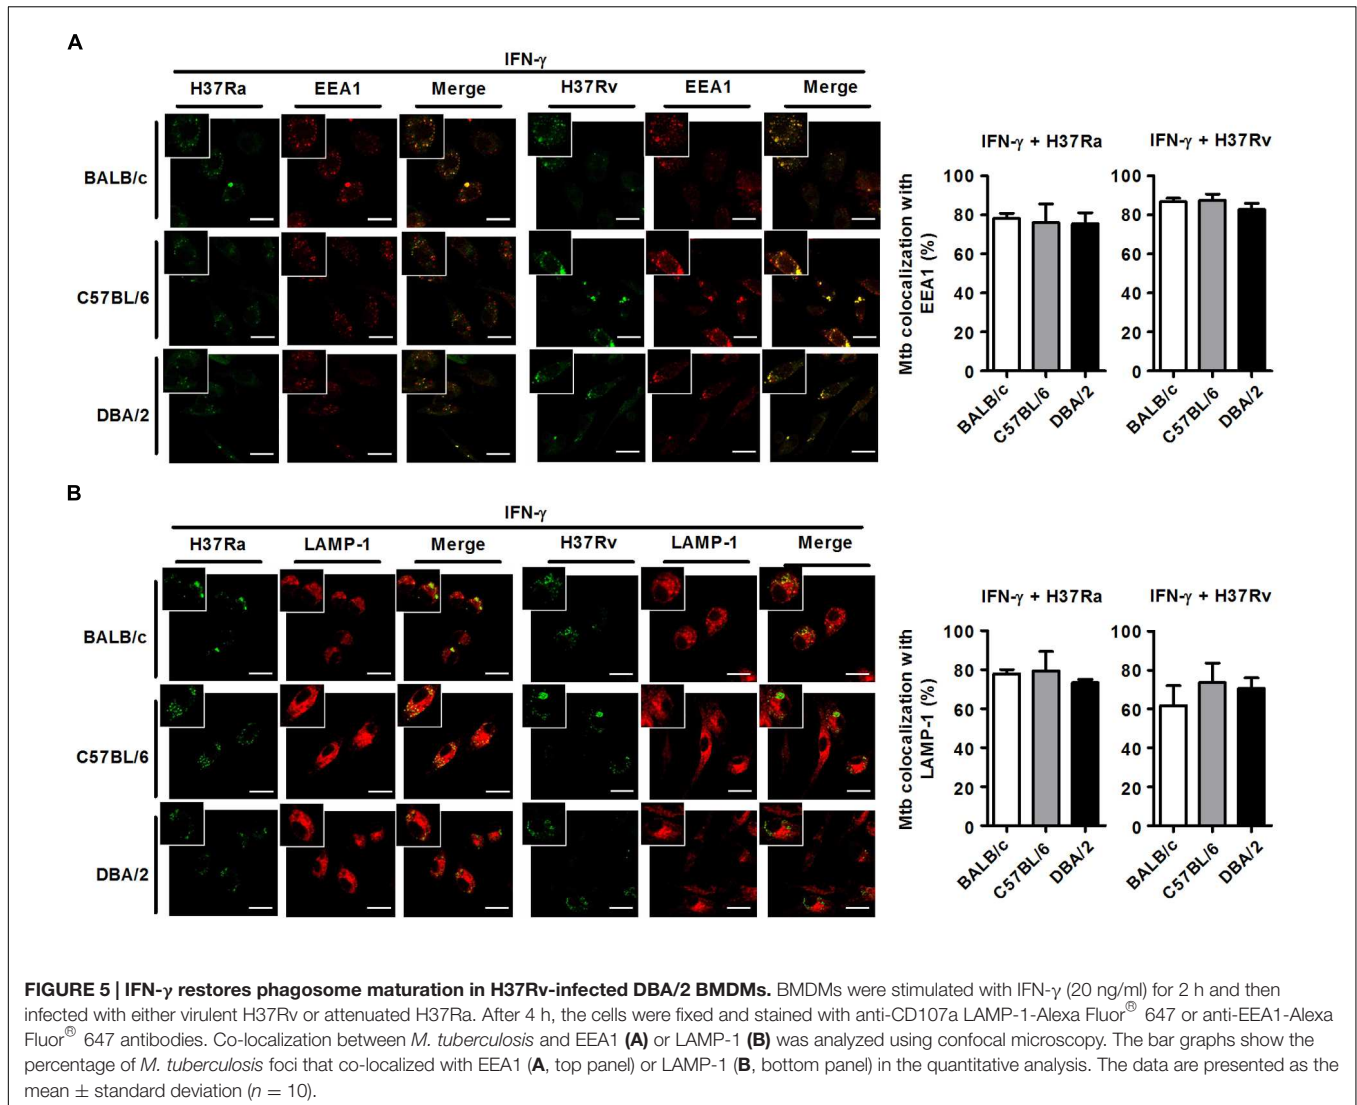 A
IFN-γ
H37Ra EEA1 Merge H37Rv EEA1 Merge
BALB/c
C57BL/6
DBA/2
IFN-γ + H37Ra IFN-γ + H37Rv
Mtb colocalization with
EEA1 (%)
100 100
80 80
60 60
40 40
20 20
0 0
BALB/c C57BL/6 DBA/2 BALB/c C57BL/6 DBA/2
B
IFN-γ
H37Ra LAMP-1 Merge H37Rv LAMP-1 Merge
BALB/c
C57BL/6
DBA/2
IFN-γ + H37Ra IFN-γ + H37Rv
Mtb colocalization with
LAMP-1 (%)
100 100
80 80
60 60
40 40
20 20
0 0
BALB/c C57BL/6 DBA/2 BALB/c C57BL/6 DBA/2
FIGURE 5 | IFN-γ restores phagosome maturation in H37Rv-infected DBA/2 BMDMs. BMDMs were stimulated with IFN-γ (20 ng/ml) for 2 h and then
infected with either virulent H37Rv or attenuated H37Ra. After 4 h, the cells were fixed and stained with anti-CD107a LAMP-1-Alexa Fluor® 647 or anti-EEA1-Alexa
Fluor® 647 antibodies. Co-localization between M. tuberculosis and EEA1 (A) or LAMP-1 (B) was analyzed using confocal microscopy. The bar graphs show the
percentage of M. tuberculosis foci that co-localized with EEA1 (A, top panel) or LAMP-1 (B, bottom panel) in the quantitative analysis. The data are presented as the
mean ± standard deviation (n = 10).